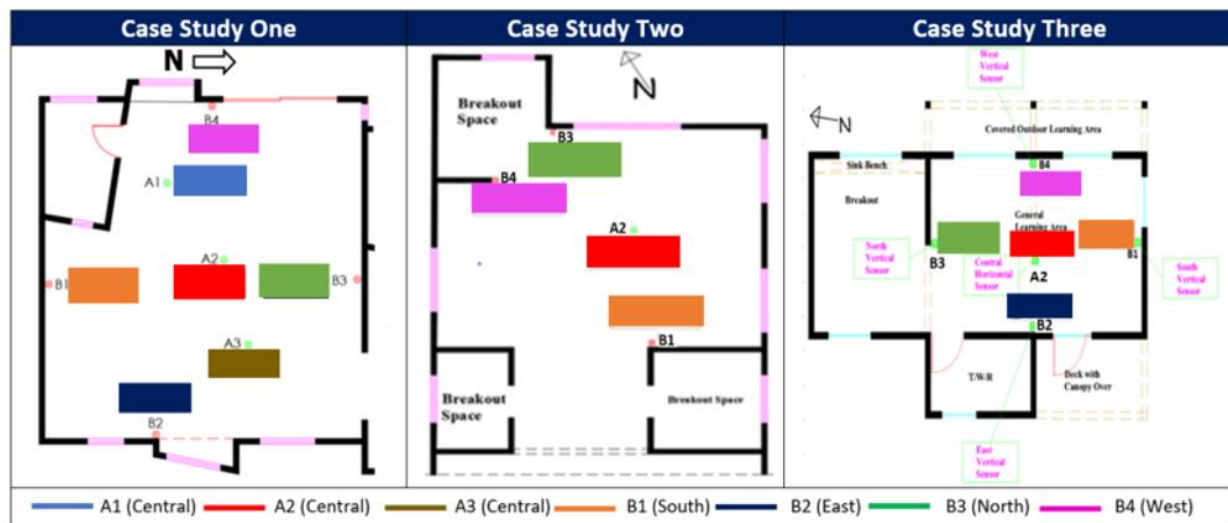 Case Study One
Case Study Two
Case Study Three
N
B4
A1
A2
B1
B3
A3
B2
N
Breakout
Space
B3
B4
A2
B1
Breakout
Space
Breakout Space
West
Vertical
Sensor
N
Covered Outdoor Learning Area
Sink Bench
B4
Breakout
General
Learning Area
North
Vertical
Sensor
B3
Central
Horizontal
Sensor
A2
B1
South
Vertical
Sensor
B2
T/W/R
Deck with
Canopy Over
East
Vertical
Sensor
A1 (Central)
A2 (Central)
A3 (Central)
B1 (South)
B2 (East)
B3 (North)
B4 (West)